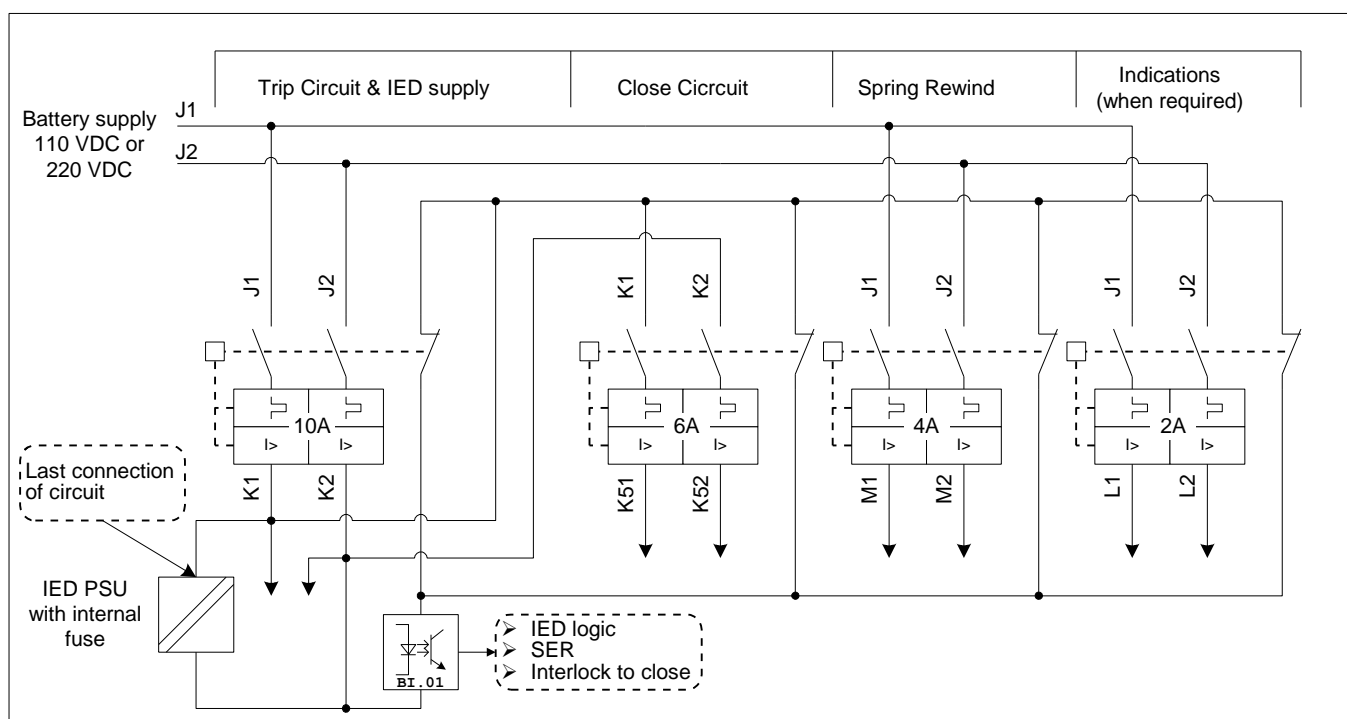 Trip Circuit & IED supply
Close Cicrcuit
Spring Rewind
Indications
(when required)
Battery supply
110 VDC or
220 VDC
J1
J2
J1
J2
K1
K2
J1
J2
J1
J2
10A
I>
I>
6A
I>
I>
4A
I>
I>
2A
I>
I>
K1
K2
K51
K52
M1
M2
L1
L2
Last connection
of circuit
IED PSU
with internal
fuse
BI.01
➢ IED logic
➢ SER
➢ Interlock to close